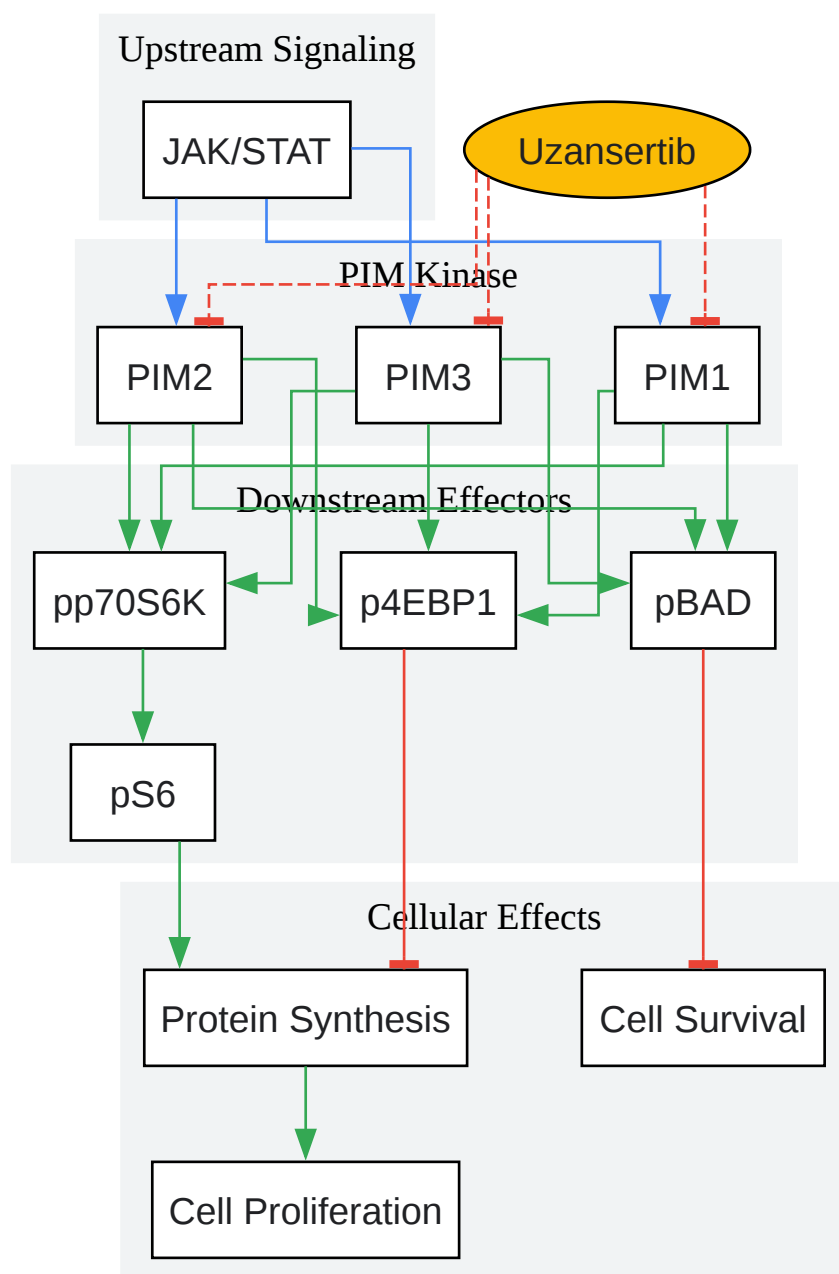 Upstream Signaling
JAK/STAT
Uzansertib
PIM Kinase
PIM2
PIM3
PIM1
Downstream Effectors
pp70S6K
p4EBP1
pBAD
pS6
Cellular Effects
Protein Synthesis
Cell Survival
Cell Proliferation